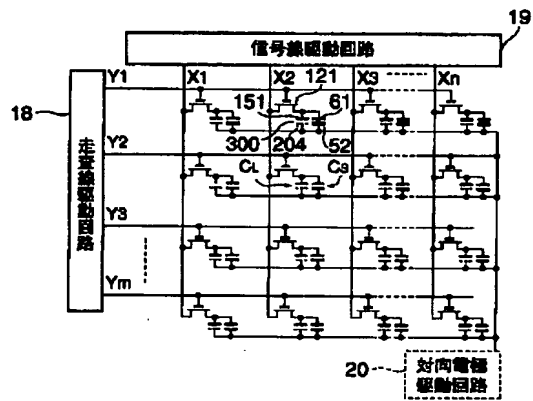 19
信号線駆動回路
18
走査線駆動回路
Y1 X1 X2 121 X3 Xn
151 61
300 204 52
Y2
CL CS
Y3
Ym
20
対向電極
駆動回路